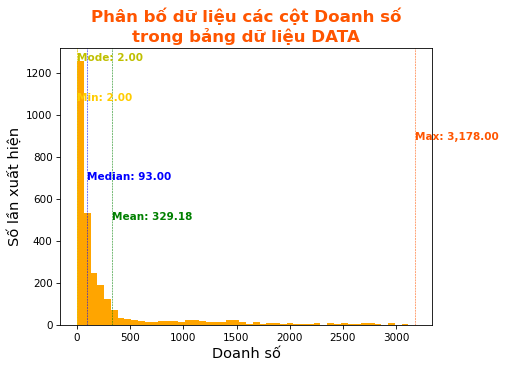 Phân bố dữ liệu các cột Doanh số
trong bảng dữ liệu DATA
Mode: 2.00
Min: 2.00
Max: 3,178.00
Median: 93.00
Mean: 329.18
Số lần xuất hiện
1200
1000
800
600
400
200
0
0 500 1000 1500 2000 2500 3000
Doanh số